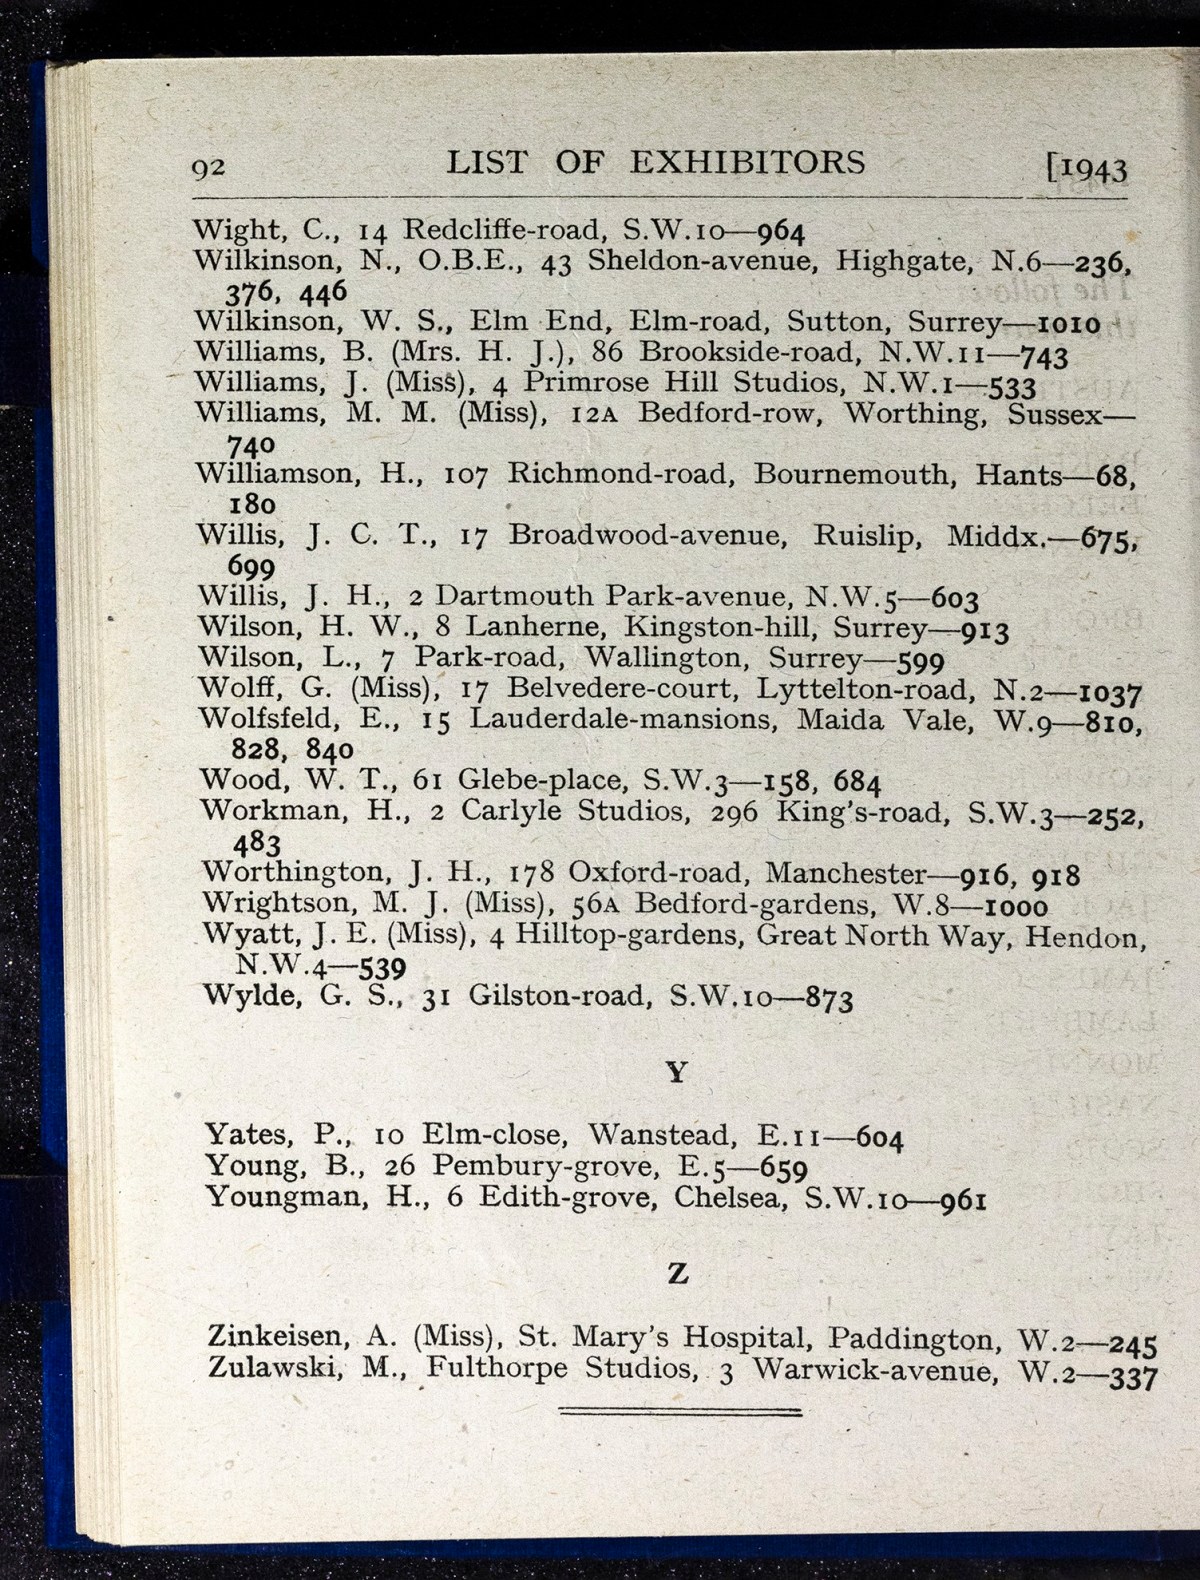 92 LIST OF EXHIBITORS [1943
Wight, C., 14 Redcliffe-road, S.W.10—964
Wilkinson, N., O.B.E., 43 Sheldon-avenue, Highgate, N.6—236,
376, 446
Wilkinson, W. S., Elm End, Elm-road, Sutton, Surrey—1010
Williams, B. (Mrs. H. J.), 86 Brookside-road, N.W.11—743
Williams, J. (Miss), 4 Primrose Hill Studios, N.W.1—533
Williams, M. M. (Miss), 12A Bedford-row, Worthing, Sussex—
740
Williamson, H., 107 Richmond-road, Bournemouth, Hants—68,
180
Willis, J. C. T., 17 Broadwood-avenue, Ruislip, Middx.—675,
699
Willis, J. H., 2 Dartmouth Park-avenue, N.W.5—603
Wilson, H. W., 8 Lanherne, Kingston-hill, Surrey—913
Wilson, L., 7 Park-road, Wallington, Surrey—599
Wolff, G. (Miss), 17 Belvedere-court, Lyttelton-road, N.2—1037
Wolfsfeld, E., 15 Lauderdale-mansions, Maida Vale, W.9—810,
828, 840
Wood, W. T., 61 Glebe-place, S.W.3—158, 684
Workman, H., 2 Carlyle Studios, 296 King's-road, S.W.3—252,
483
Worthington, J. H., 178 Oxford-road, Manchester—916, 918
Wrightson, M. J. (Miss), 56A Bedford-gardens, W.8—1000
Wyatt, J. E. (Miss), 4 Hilltop-gardens, Great North Way, Hendon,
N.W.4—539
Wylde, G. S., 31 Gilston-road, S.W.10—873
Y
Yates, P., 10 Elm-close, Wanstead, E.11—604
Young, B., 26 Pembury-grove, E.5—659
Youngman, H., 6 Edith-grove, Chelsea, S.W.10—961
Z
Zinkeisen, A. (Miss), St. Mary's Hospital, Paddington, W.2—245
Zulawski, M., Fulthorpe Studios, 3 Warwick-avenue, W.2—337